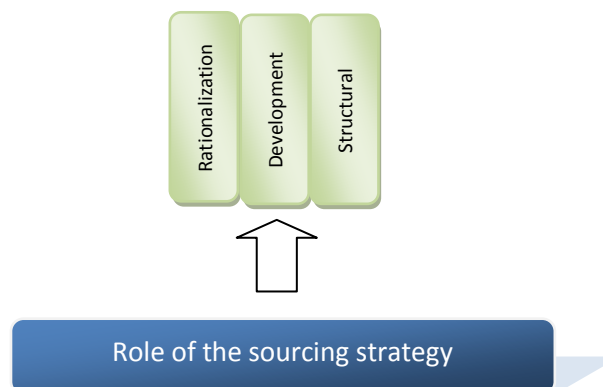 Rationalization
Development
Structural
Role of the sourcing strategy